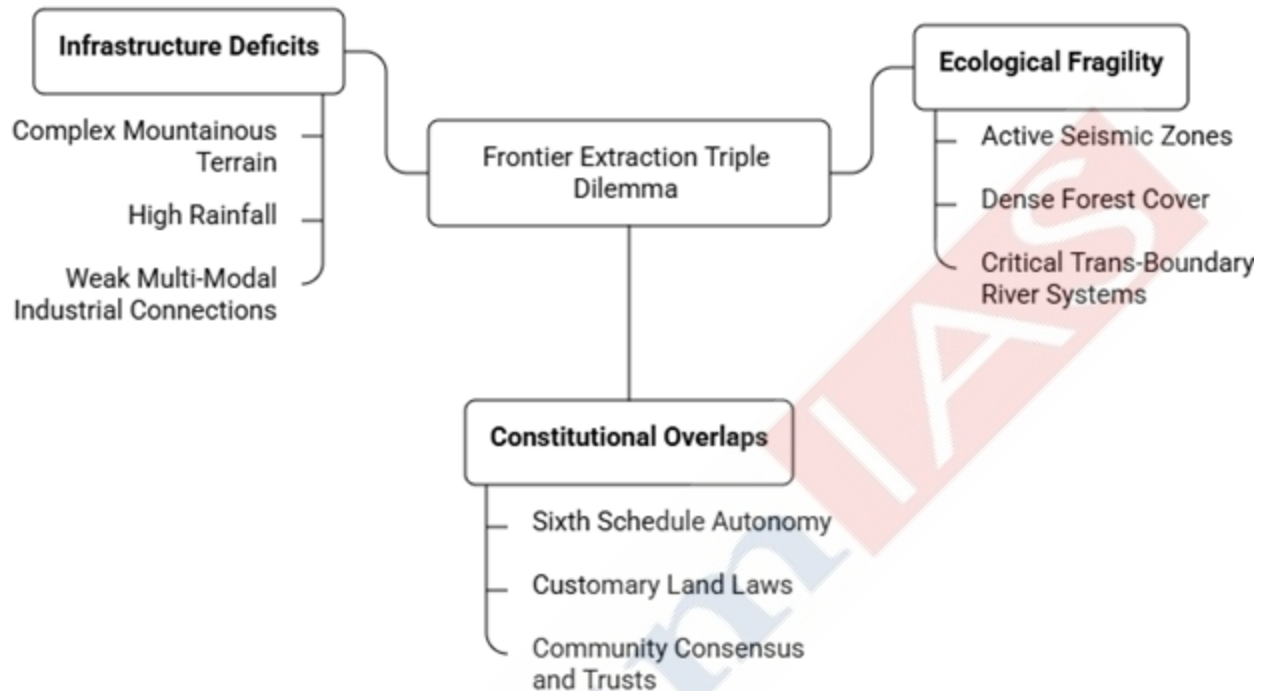 Infrastructure Deficits
Complex Mountainous
Terrain
High Rainfall
Weak Multi-Modal
Industrial Connections
Frontier Extraction Triple
Dilemma
Ecological Fragility
Active Seismic Zones
Dense Forest Cover
Critical Trans-Boundary
River Systems
Constitutional Overlaps
Sixth Schedule Autonomy
Customary Land Laws
Community Consensus
and Trusts
m IAS